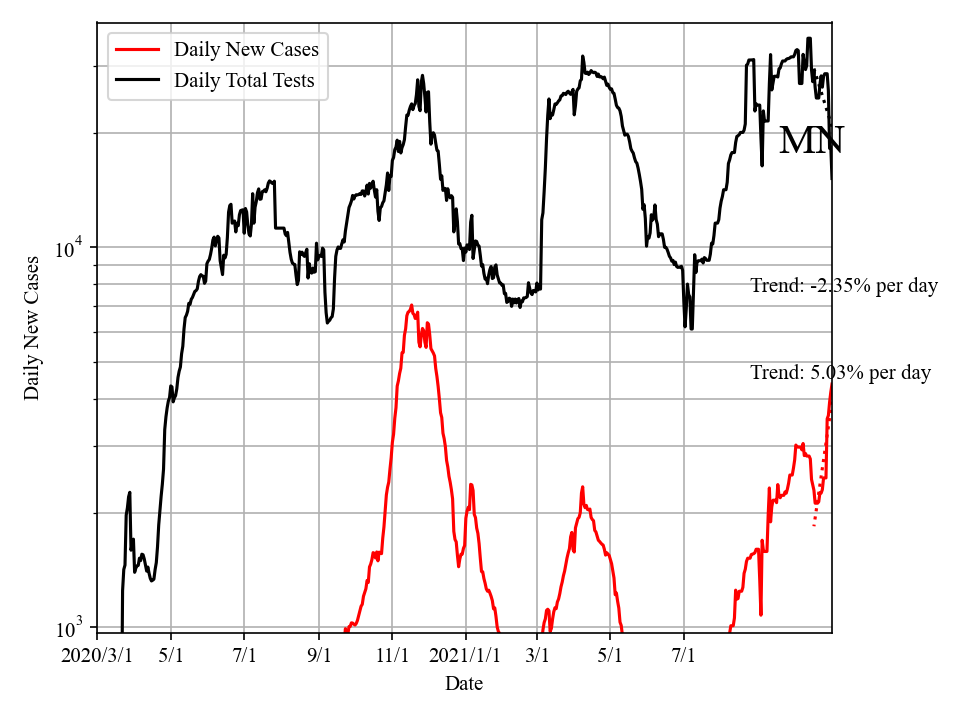 Daily New Cases
Daily Total Tests
MN
Trend: -2.35% per day
Trend: 5.03% per day
Daily New Cases
10^4
10^3
2020/3/1 5/1 7/1 9/1 11/1 2021/1/1 3/1 5/1 7/1
Date